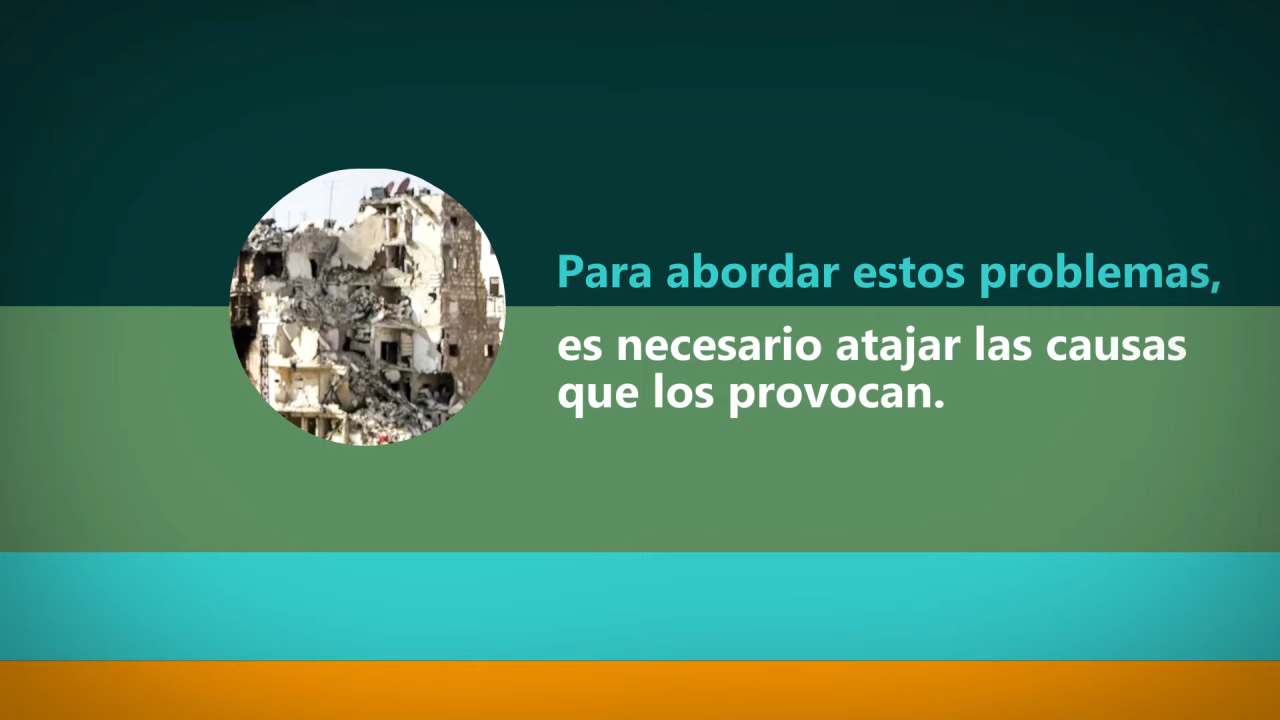 Para abordar estos problemas,
es necesario atajar las causas
que los provocan.